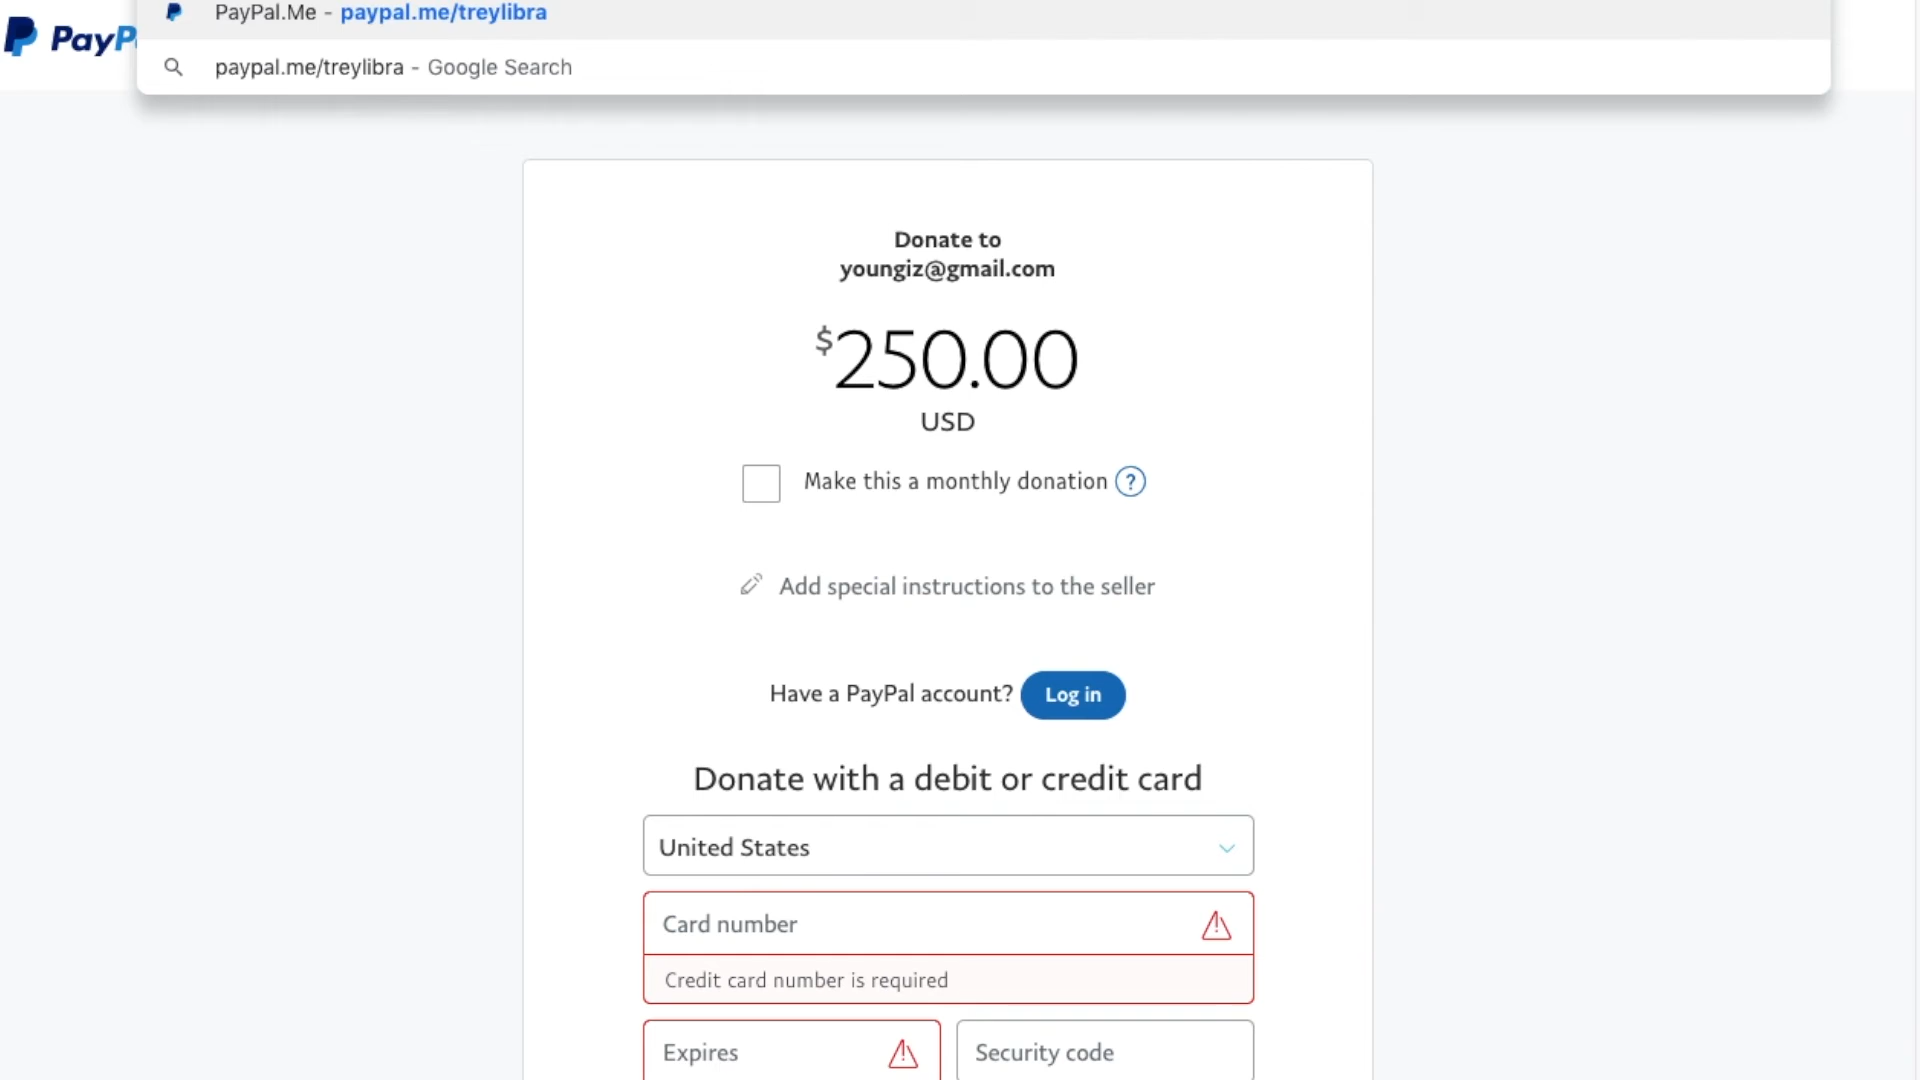 PayPal.Me - paypal.me/treylibra
PayP
paypal.me/treylibra - Google Search
Donate to
youngiz@gmail.com
$250.00
USD
Make this a monthly donation ?
Add special instructions to the seller
Have a PayPal account? Log in
Donate with a debit or credit card
United States
Card number
Credit card number is required
Expires
Security code